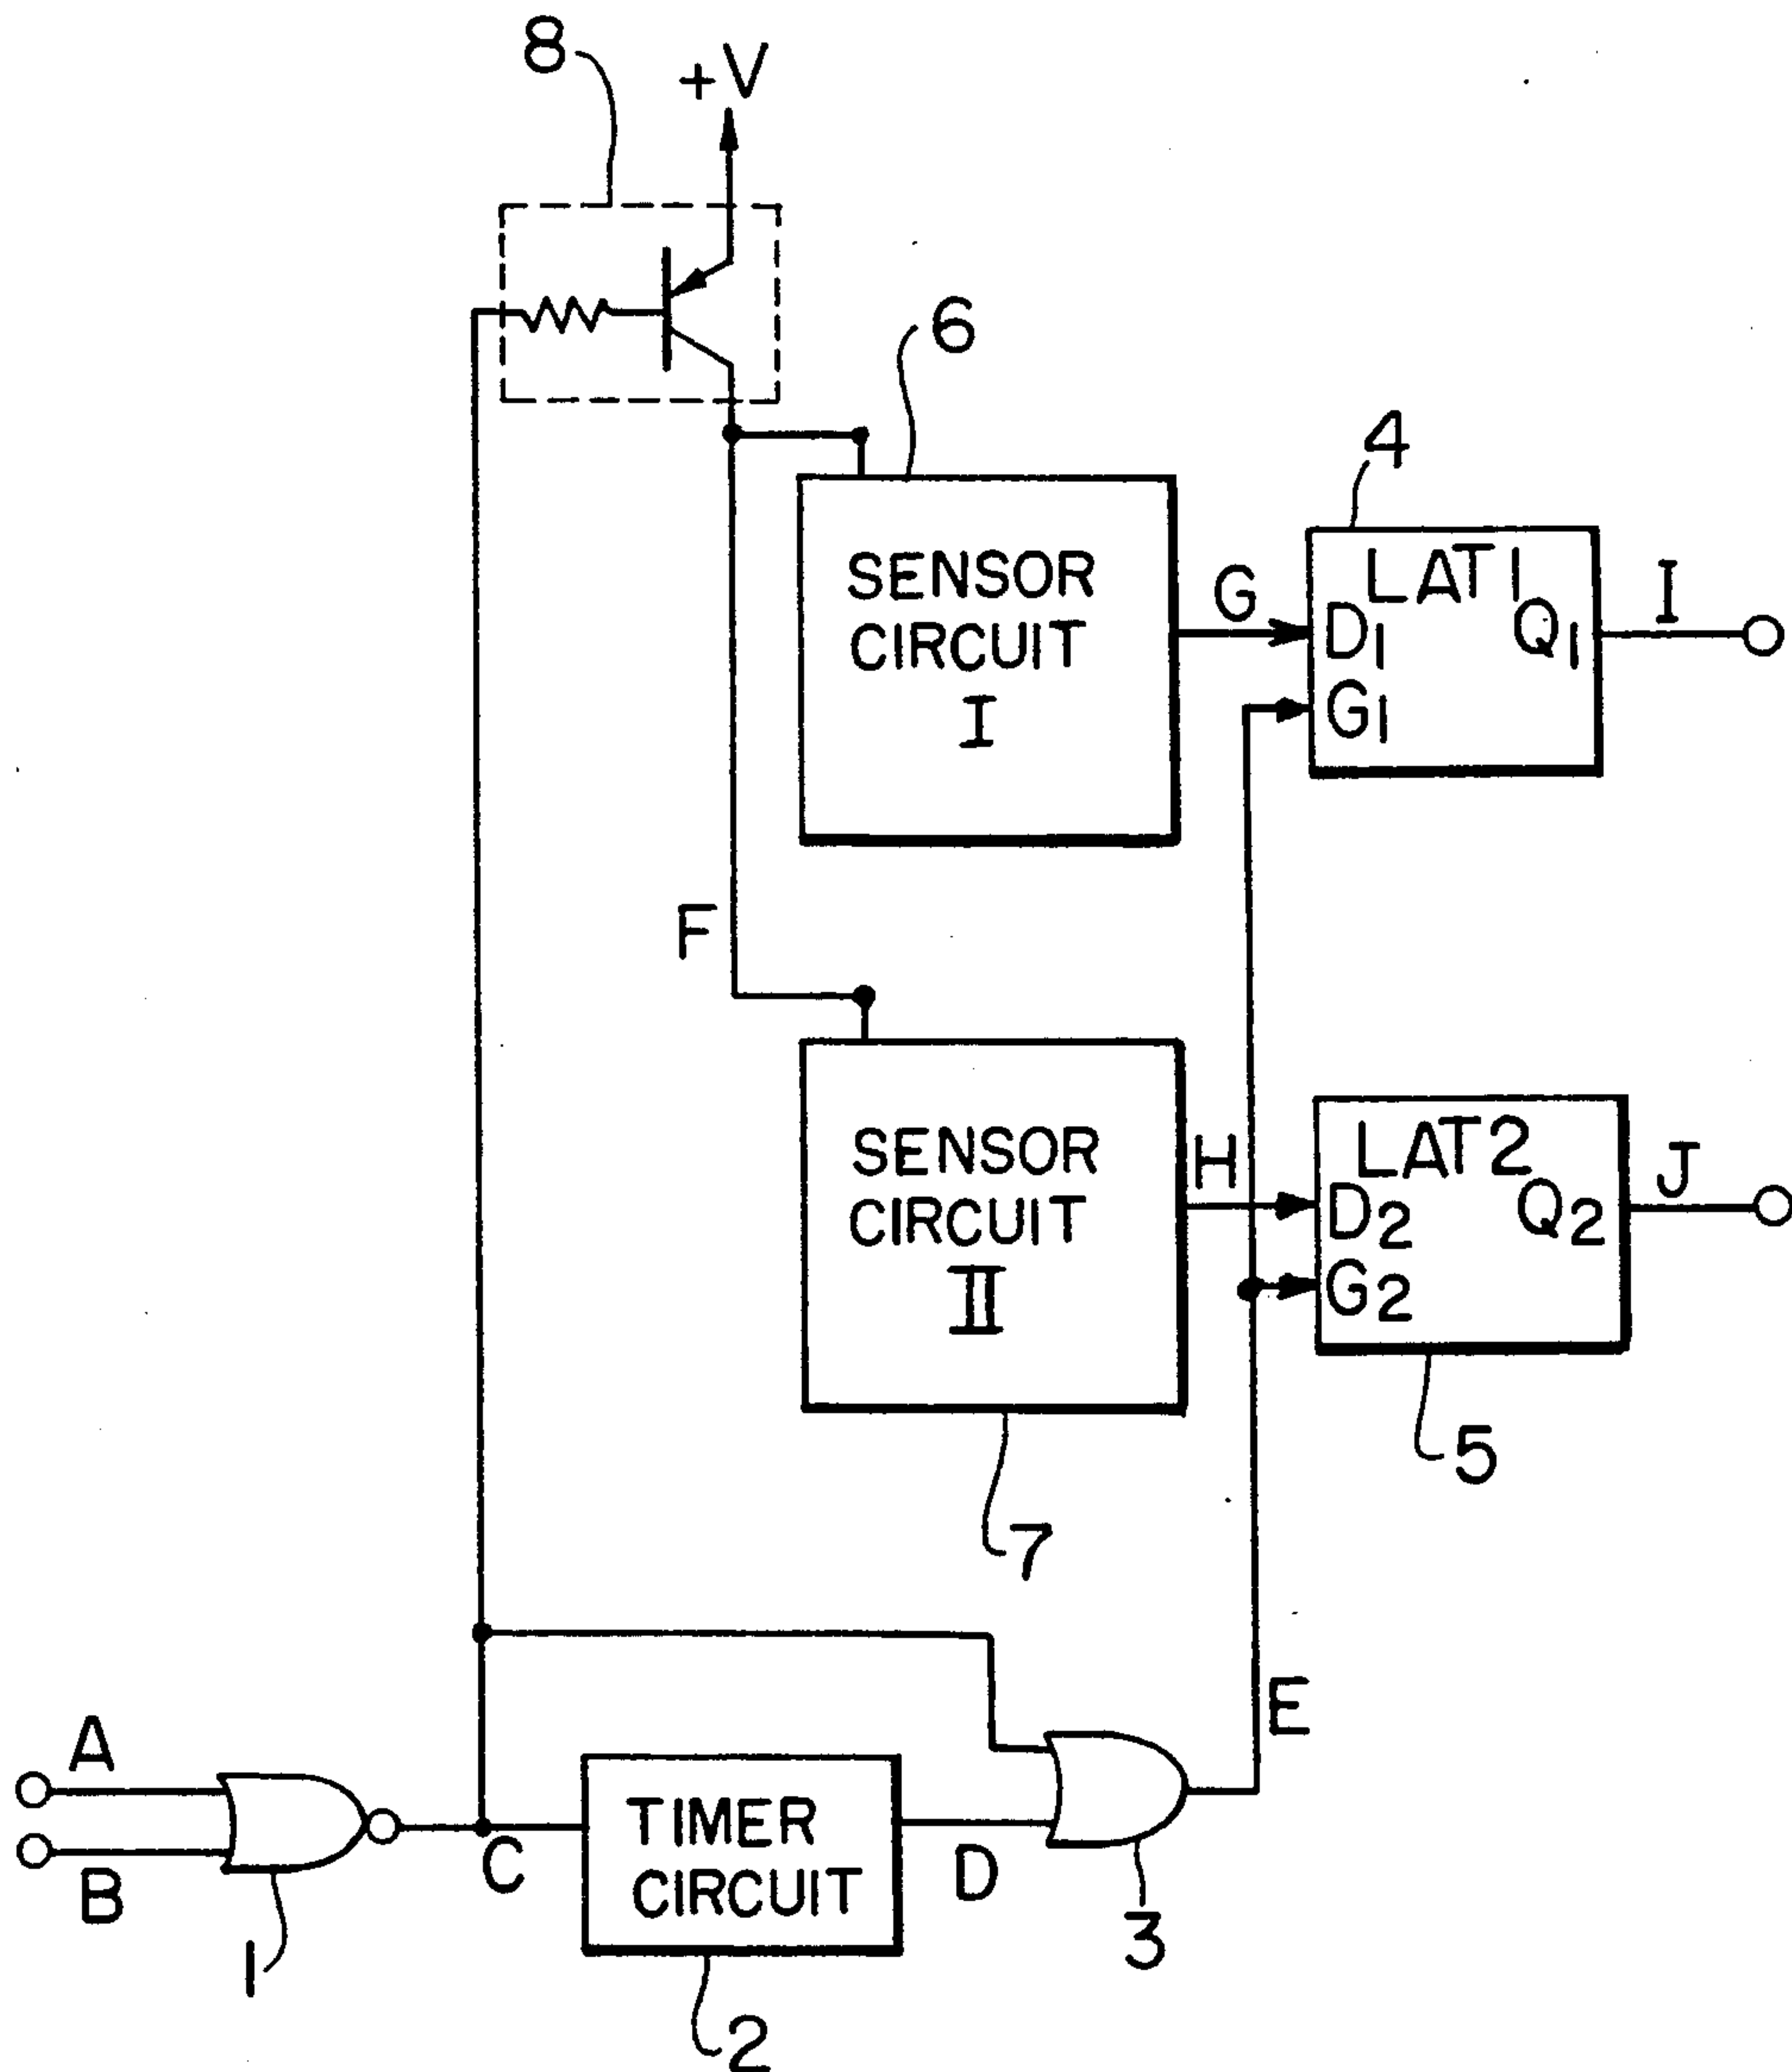 8
+V
6
4
SENSOR
CIRCUIT
I
G
LAT1
D1
Q1
G1
I
F
SENSOR
CIRCUIT
II
H
LAT2
D2
Q2
G2
J
5
7
E
A
B
1
C
TIMER
CIRCUIT
D
2
3